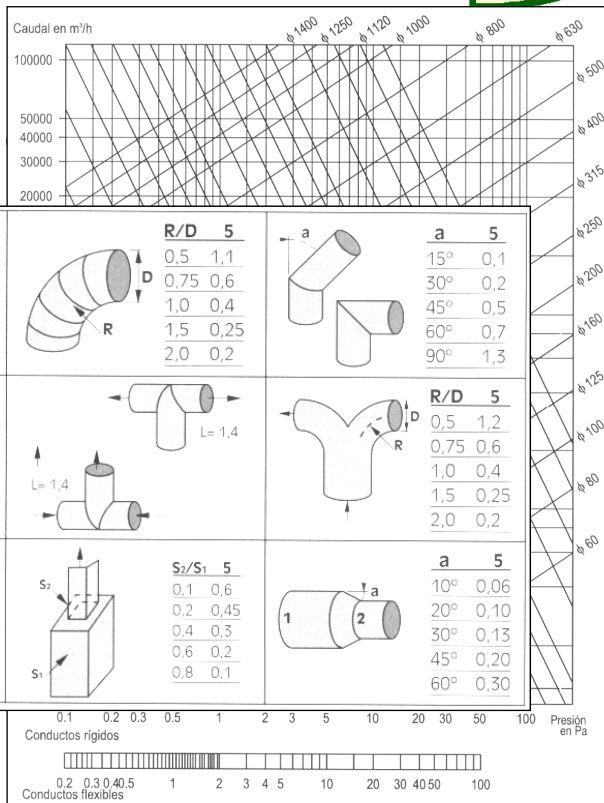 Caudal en m³/h
ϕ 1400
ϕ 1250
ϕ 1120
ϕ 1000
ϕ 800
ϕ 630
ϕ 500
ϕ 400
ϕ 315
ϕ 250
ϕ 200
ϕ 160
ϕ 125
ϕ 100
ϕ 80
ϕ 60
100000
50000
40000
30000
20000
R/D 5
0,5 1,1
0,75 0,6
1,0 0,4
1,5 0,25
2,0 0,2
D
R
a
a 5
15° 0,1
30° 0,2
45° 0,5
60° 0,7
90° 1,3
L= 1,4
L= 1,4
D
R
R/D 5
0,5 1,2
0,75 0,6
1,0 0,4
1,5 0,25
2,0 0,2
S₂
S₁
S₂/S₁ 5
0,1 0,6
0,2 0,45
0,4 0,3
0,6 0,2
0,8 0,1
1
2
a
a 5
10° 0,06
20° 0,10
30° 0,13
45° 0,20
60° 0,30
0.1 0.2 0.3 0.5 1 2 3 5 10 20 30 50 100 Presión
en Pa
Conductos rígidos
0.2 0.3 0.4 0.5 1 2 3 4 5 10 20 30 40 50 100
Conductos flexibles